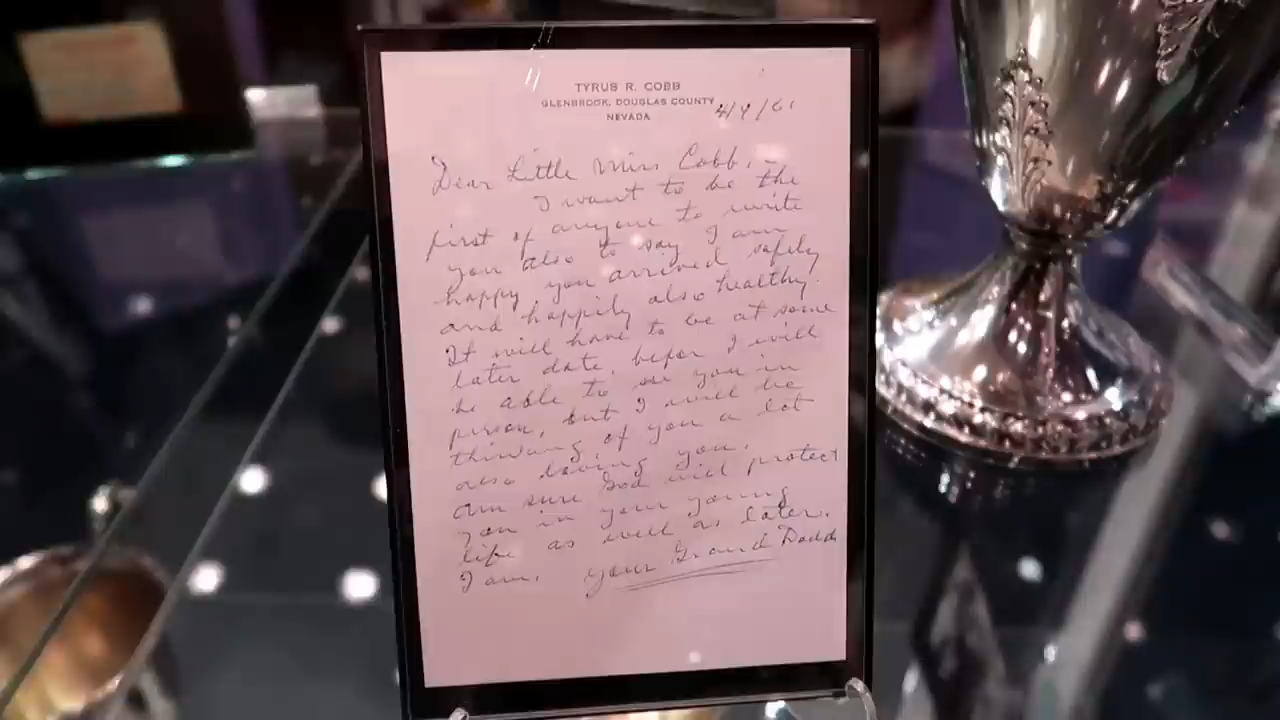 TYRUS R. COBB
GLENBROOK, DOUGLAS COUNTY
NEVADA
4/9/61
Dear Little Miss Cobb, -
I want to be the
first of anyone to write
you also to say I am
happy you arrived safely
and happily also healthy.
It will have to be at some
later date, befor I will
be able to see you in
person, but I will be
thinking of you a lot
also loving you.
am sure God will protect
you in your young
life as well as later.
I am, your Grand Dadd